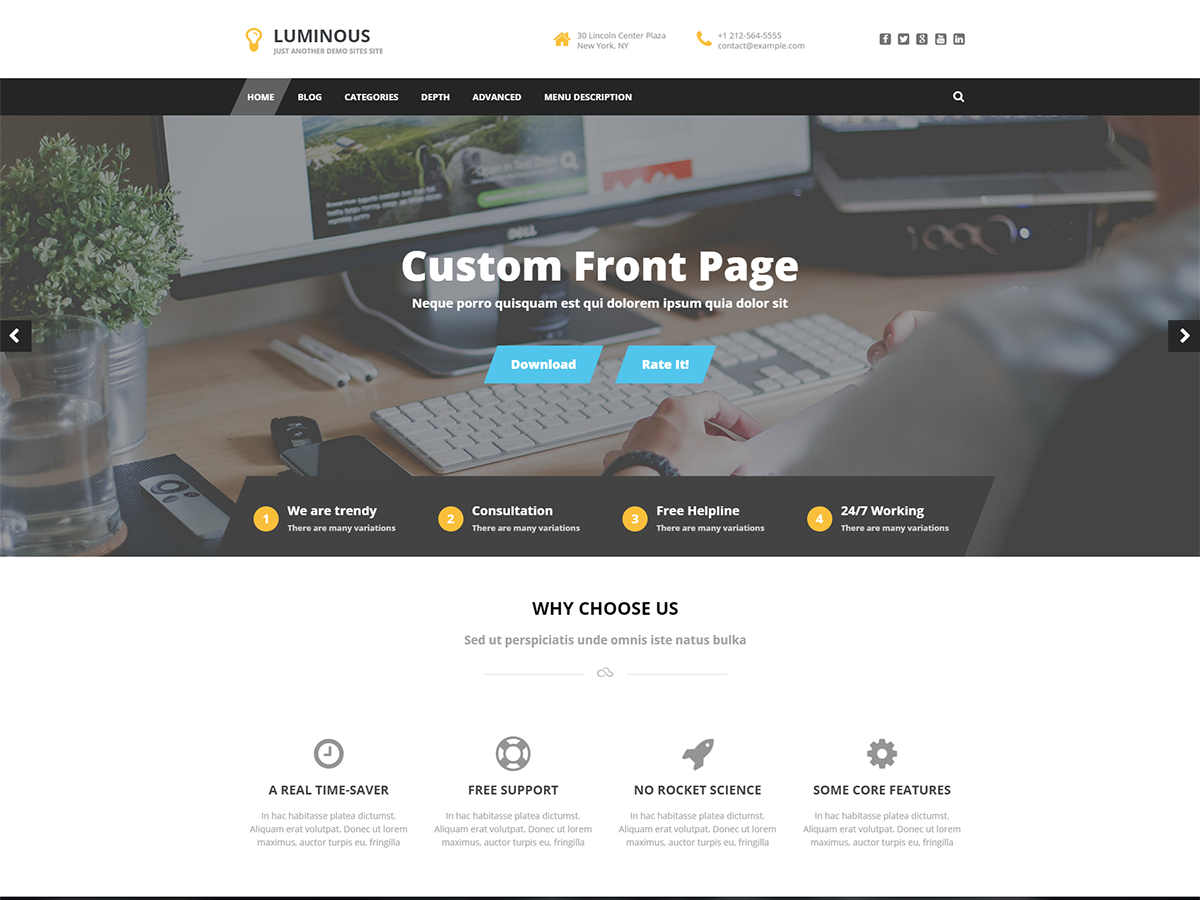 LUMINOUS
JUST ANOTHER DEMO SITES SITE
30 Lincoln Center Plaza
New York, NY
+1 212-564-5555
contact@example.com
HOME BLOG CATEGORIES DEPTH ADVANCED MENU DESCRIPTION
DELL
Custom Front Page
Neque porro quisquam est qui dolorem ipsum quia dolor sit
Download Rate It!
1 We are trendy
There are many variations
2 Consultation
There are many variations
3 Free Helpline
There are many variations
4 24/7 Working
There are many variations
WHY CHOOSE US
Sed ut perspiciatis unde omnis iste natus bulka
A REAL TIME-SAVER
In hac habitasse platea dictumst.
Aliquam erat volutpat. Donec ut lorem
maximus, auctor turpis eu, fringilla
FREE SUPPORT
In hac habitasse platea dictumst.
Aliquam erat volutpat. Donec ut lorem
maximus, auctor turpis eu, fringilla
NO ROCKET SCIENCE
In hac habitasse platea dictumst.
Aliquam erat volutpat. Donec ut lorem
maximus, auctor turpis eu, fringilla
SOME CORE FEATURES
In hac habitasse platea dictumst.
Aliquam erat volutpat. Donec ut lorem
maximus, auctor turpis eu, fringilla